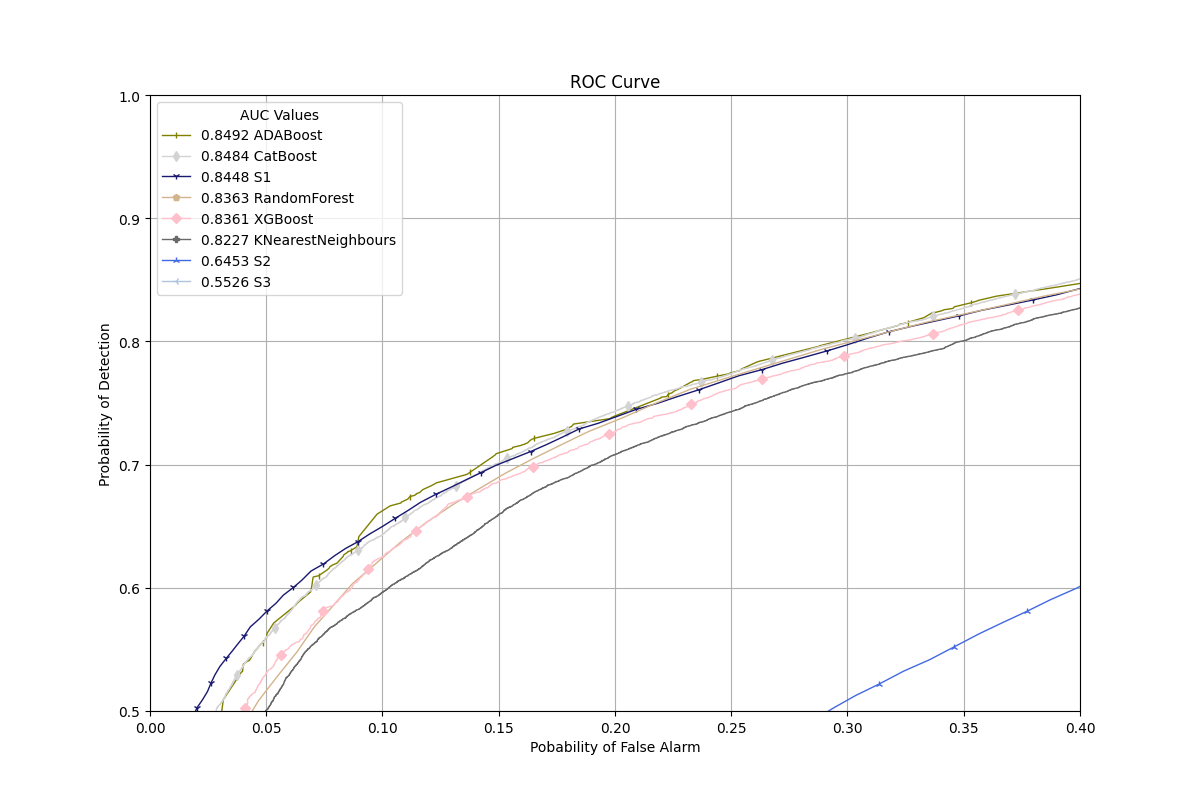 ROC Curve
AUC Values
0.8492 ADABoost
0.8484 CatBoost
0.8448 S1
0.8363 RandomForest
0.8361 XGBoost
0.8227 KNearestNeighbours
0.6453 S2
0.5526 S3
Probability of Detection
1.0
0.9
0.8
0.7
0.6
0.5
0.00 0.05 0.10 0.15 0.20 0.25 0.30 0.35 0.40
Pobability of False Alarm